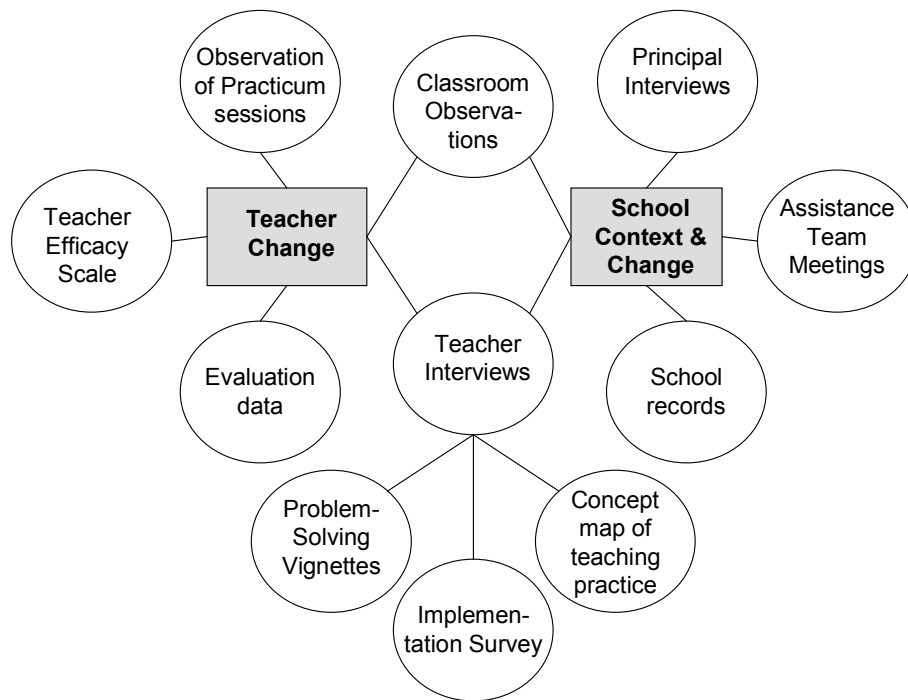 Observation
of Practicum
sessions
Classroom
Observa-
tions
Principal
Interviews
Teacher
Efficacy
Scale
Teacher
Change
School
Context &
Change
Assistance
Team
Meetings
Evaluation
data
Teacher
Interviews
School
records
Problem-
Solving
Vignettes
Implemen-
tation Survey
Concept
map of
teaching
practice